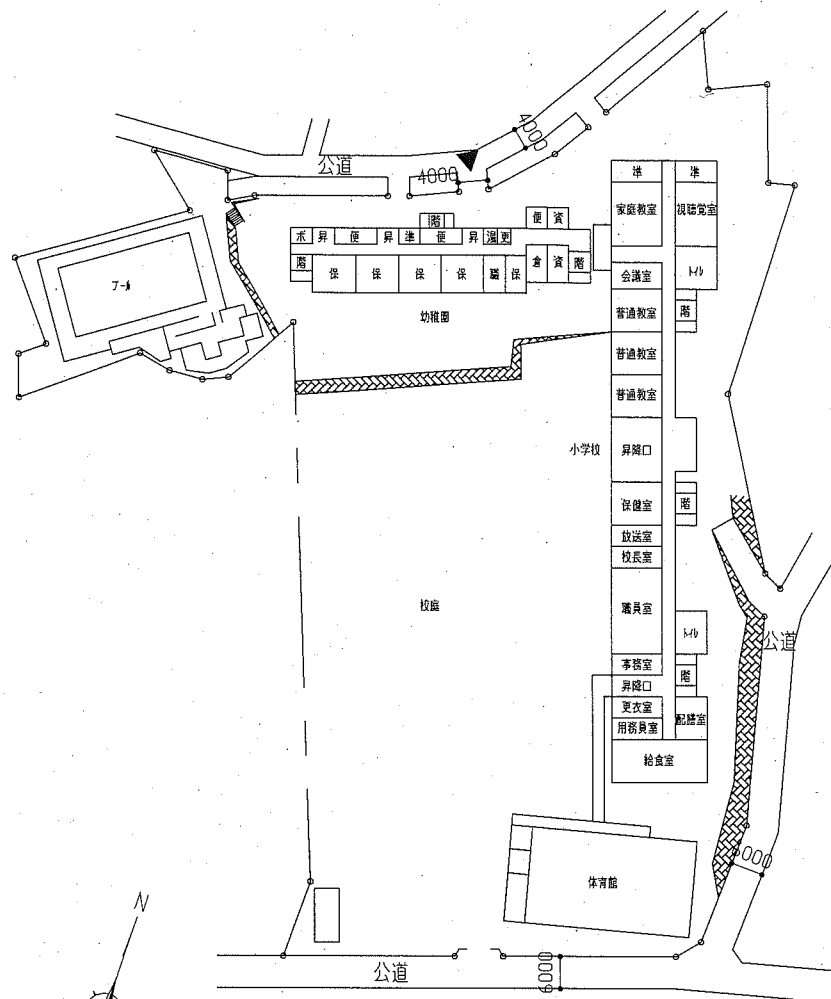 公道
4000
4000
階
便 資
ボ 昇 便 昇 準 便 昇 湯 更
階 保 保 保 保 職 保 倉 資 階
幼稚園
プール
準 準
家庭教室 視聴覚室
会議室 トイレ
普通教室 階
普通教室
普通教室
小学校 昇降口
保健室 階
放送室
校長室
校庭
職員室
トイレ
公道
事務室
階
昇降口
更衣室
配膳室
用務員室
給食室
体育館
N
公道
6000